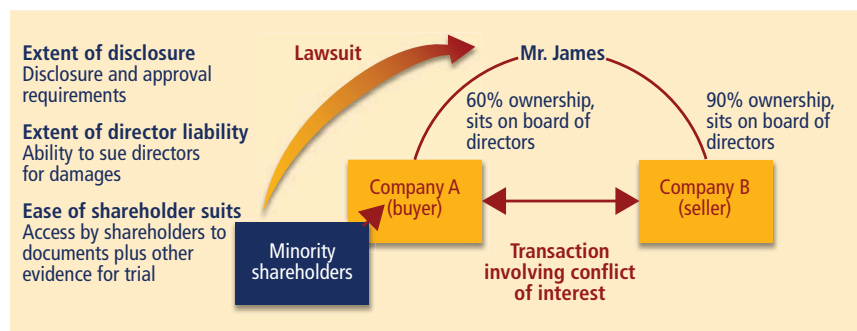 Extent of disclosure
Disclosure and approval
requirements
Extent of director liability
Ability to sue directors
for damages
Ease of shareholder suits
Access by shareholders to
documents plus other
evidence for trial
Lawsuit
Mr. James
60% ownership,
sits on board of
directors
90% ownership,
sits on board of
directors
Company A
(buyer)
Company B
(seller)
Minority
shareholders
Transaction
involving conflict
of interest